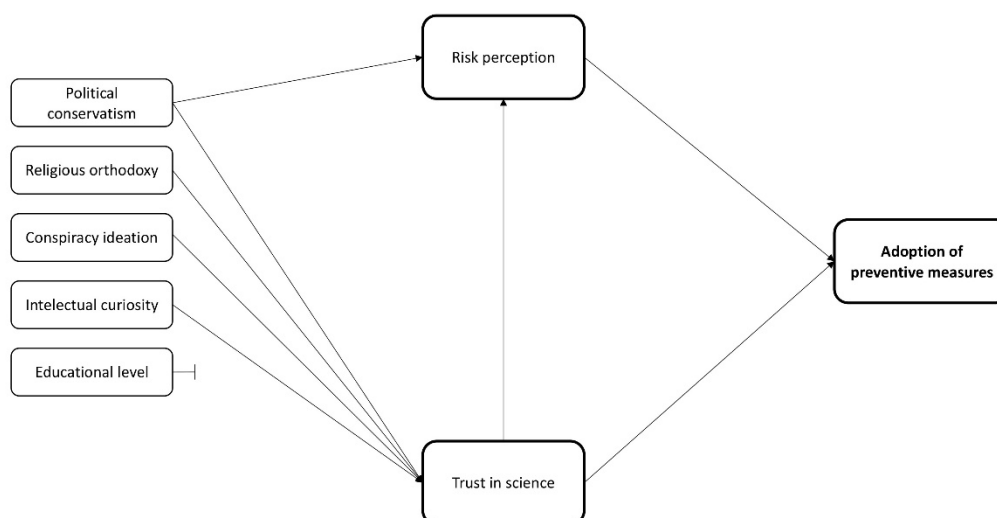 Risk perception
Political
conservatism
Religious orthodoxy
Conspiracy ideation
Intelectual curiosity
Educational level
Adoption of
preventive measures
Trust in science